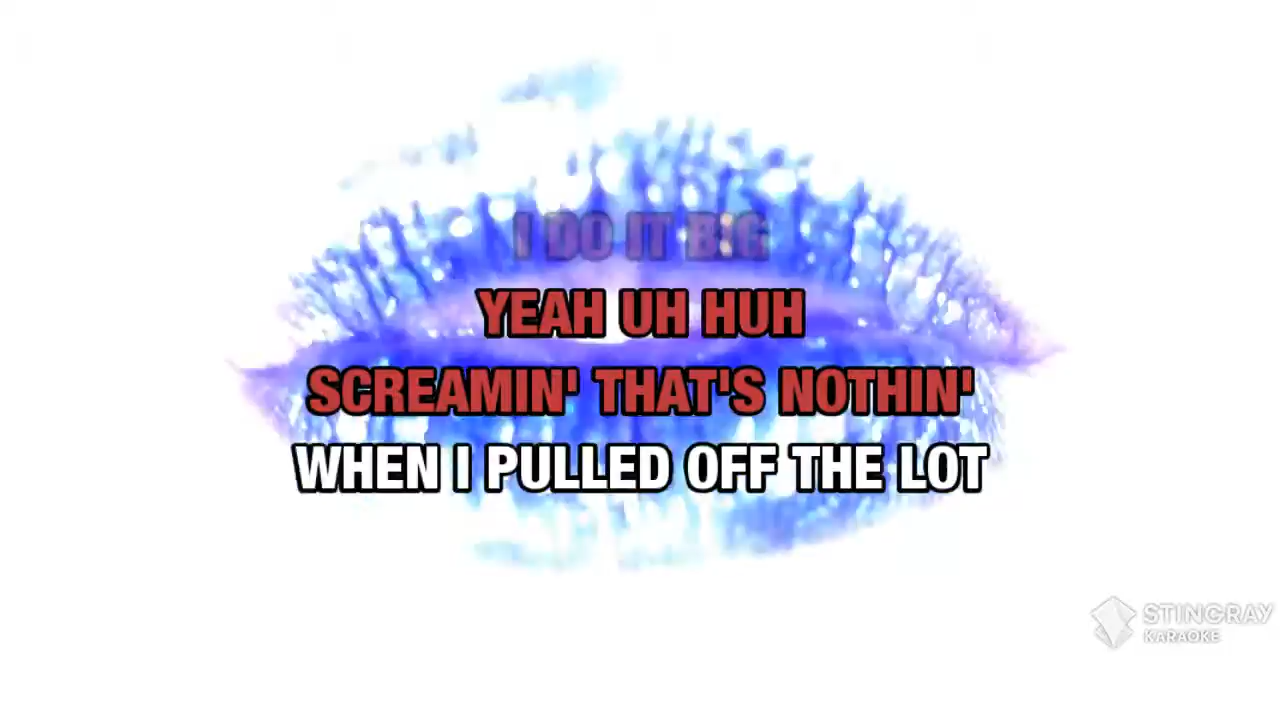 I DO IT BIG
YEAH UH HUH
SCREAMIN' THAT'S NOTHIN'
WHEN I PULLED OFF THE LOT
STINGRAY
KARAOKE